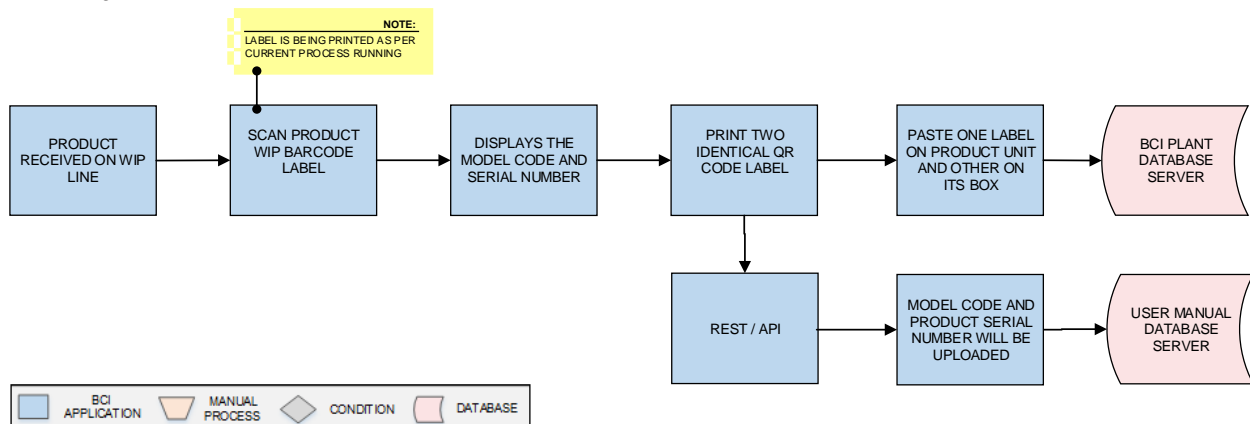 NOTE:
LABEL IS BEING PRINTED AS PER
CURRENT PROCESS RUNNING
PRODUCT
RECEIVED ON WIP
LINE
SCAN PRODUCT
WIP BARCODE
LABEL
DISPLAYS THE
MODEL CODE AND
SERIAL NUMBER
PRINT TWO
IDENTICAL QR
CODE LABEL
PASTE ONE LABEL
ON PRODUCT UNIT
AND OTHER ON
ITS BOX
BCI PLANT
DATABASE
SERVER
REST / API
MODEL CODE AND
PRODUCT SERIAL
NUMBER WILL BE
UPLOADED
USER MANUAL
DATABASE
SERVER
BCI
APPLICATION
MANUAL
PROCESS
CONDITION
DATABASE